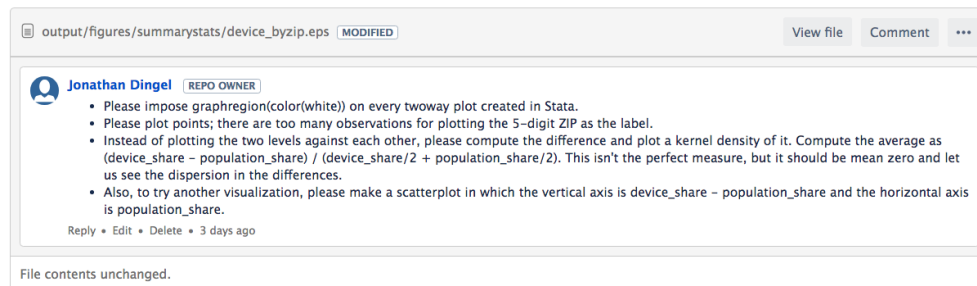 output/figures/summarystats/device_byzip.eps MODIFIED View file Comment •••
Jonathan Dingel REPO OWNER
• Please impose graphregion(color(white)) on every twoway plot created in Stata.
• Please plot points; there are too many observations for plotting the 5-digit ZIP as the label.
• Instead of plotting the two levels against each other, please compute the difference and plot a kernel density of it. Compute the average as
(device_share - population_share) / (device_share/2 + population_share/2). This isn't the perfect measure, but it should be mean zero and let
us see the dispersion in the differences.
• Also, to try another visualization, please make a scatterplot in which the vertical axis is device_share - population_share and the horizontal axis
is population_share.
Reply • Edit • Delete • 3 days ago
File contents unchanged.